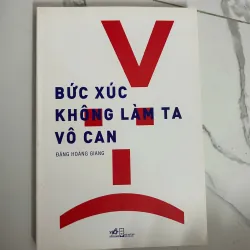 BỨC XÚC
KHÔNG LÀM TA
VÔ CAN
ĐẶNG HOÀNG GIANG